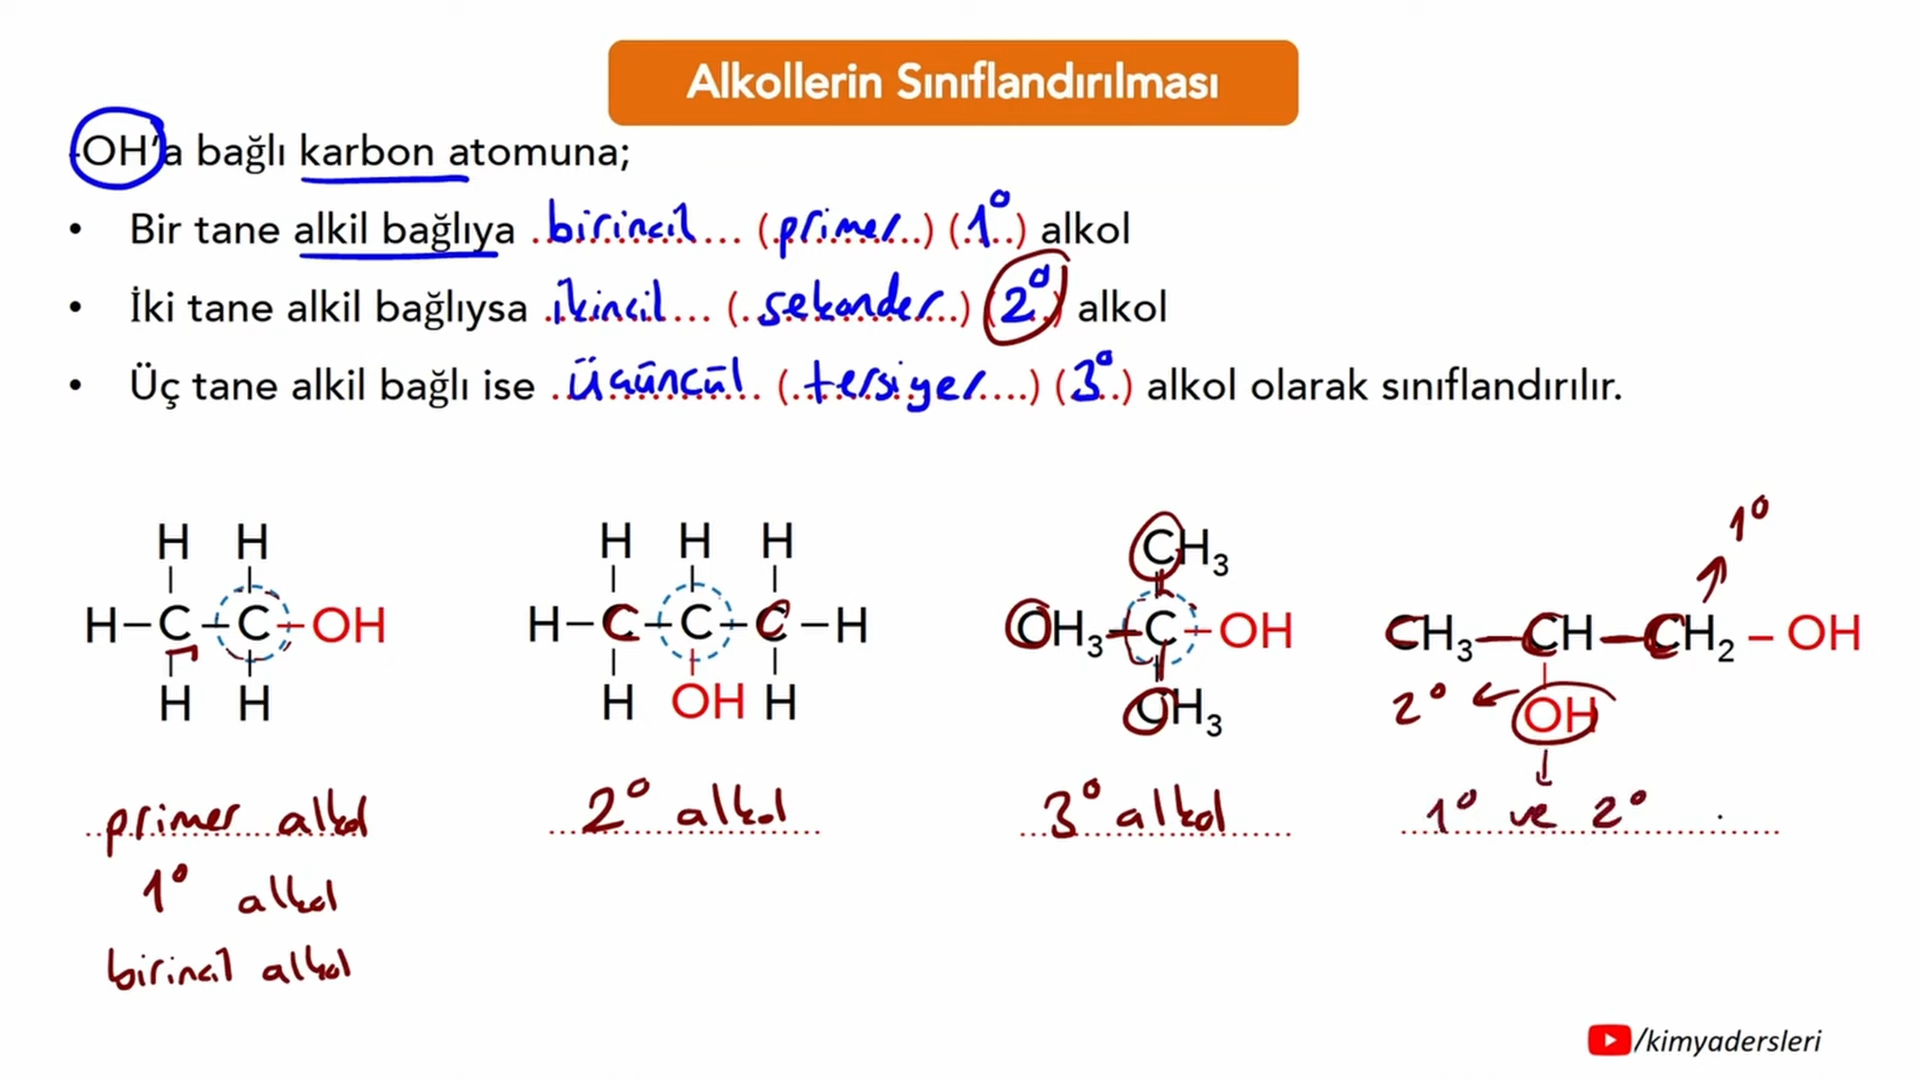 Alkollerin Sınıflandırılması
-OH'a bağlı karbon atomuna;
• Bir tane alkil bağlıya birincil (primer) (1°) alkol
• İki tane alkil bağlıysa ikincil (sekonder) (2°) alkol
• Üç tane alkil bağlı ise üçüncül (tersiyer) (3°) alkol olarak sınıflandırılır.
H H
H–C–C–OH
H H
primer alkol
1° alkol
birincil alkol
H H H
H–C–C–C–H
H OH H
2° alkol
CH3
CH3–C–OH
CH3
3° alkol
1°
CH3–CH–CH2–OH
2° OH
1° ve 2°
/kimyadersleri